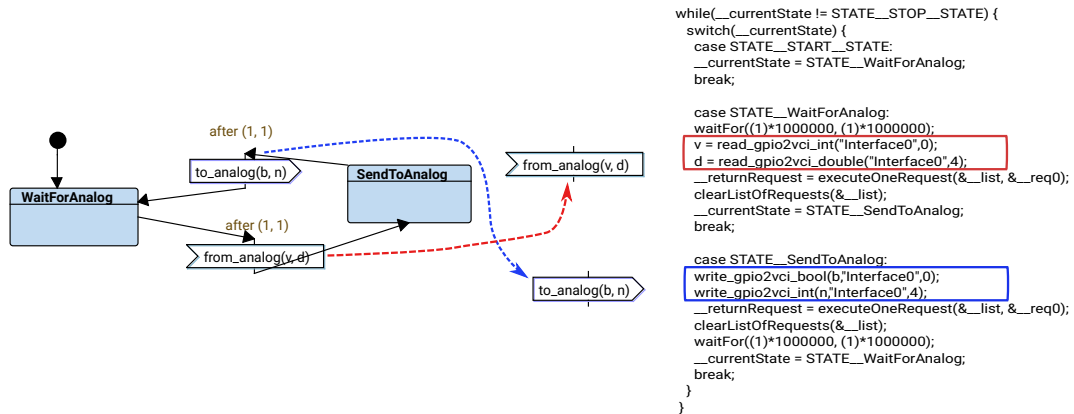 after (1, 1)
to_analog(b, n)
WaitForAnalog
SendToAnalog
after (1, 1)
from_analog(v, d)
from_analog(v, d)
to_analog(b, n)
while(__currentState != STATE__STOP__STATE) {
switch(__currentState) {
case STATE__START__STATE:
__currentState = STATE__WaitForAnalog;
break;
case STATE__WaitForAnalog:
waitFor((1)*1000000, (1)*1000000);
v = read_gpio2vci_int("Interface0",0);
d = read_gpio2vci_double("Interface0",4);
__returnRequest = executeOneRequest(&__list, &__req0);
clearListOfRequests(&__list);
__currentState = STATE__SendToAnalog;
break;
case STATE__SendToAnalog:
write_gpio2vci_bool(b,"Interface0",0);
write_gpio2vci_int(n,"Interface0",4);
__returnRequest = executeOneRequest(&__list, &__req0);
clearListOfRequests(&__list);
waitFor((1)*1000000, (1)*1000000);
__currentState = STATE__WaitForAnalog;
break;
}
}